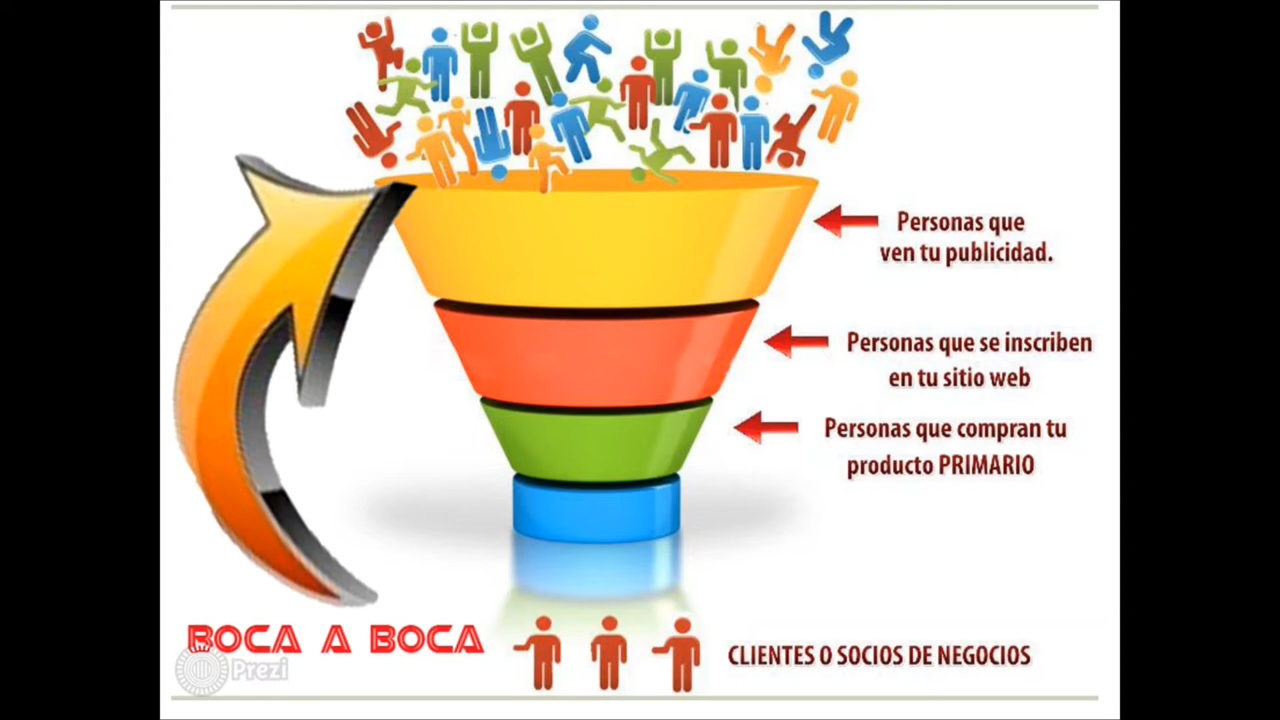 Personas que
ven tu publicidad.
Personas que se inscriben
en tu sitio web
Personas que compran tu
producto PRIMARIO
BOCA A BOCA
Prezi
CLIENTES O SOCIOS DE NEGOCIOS